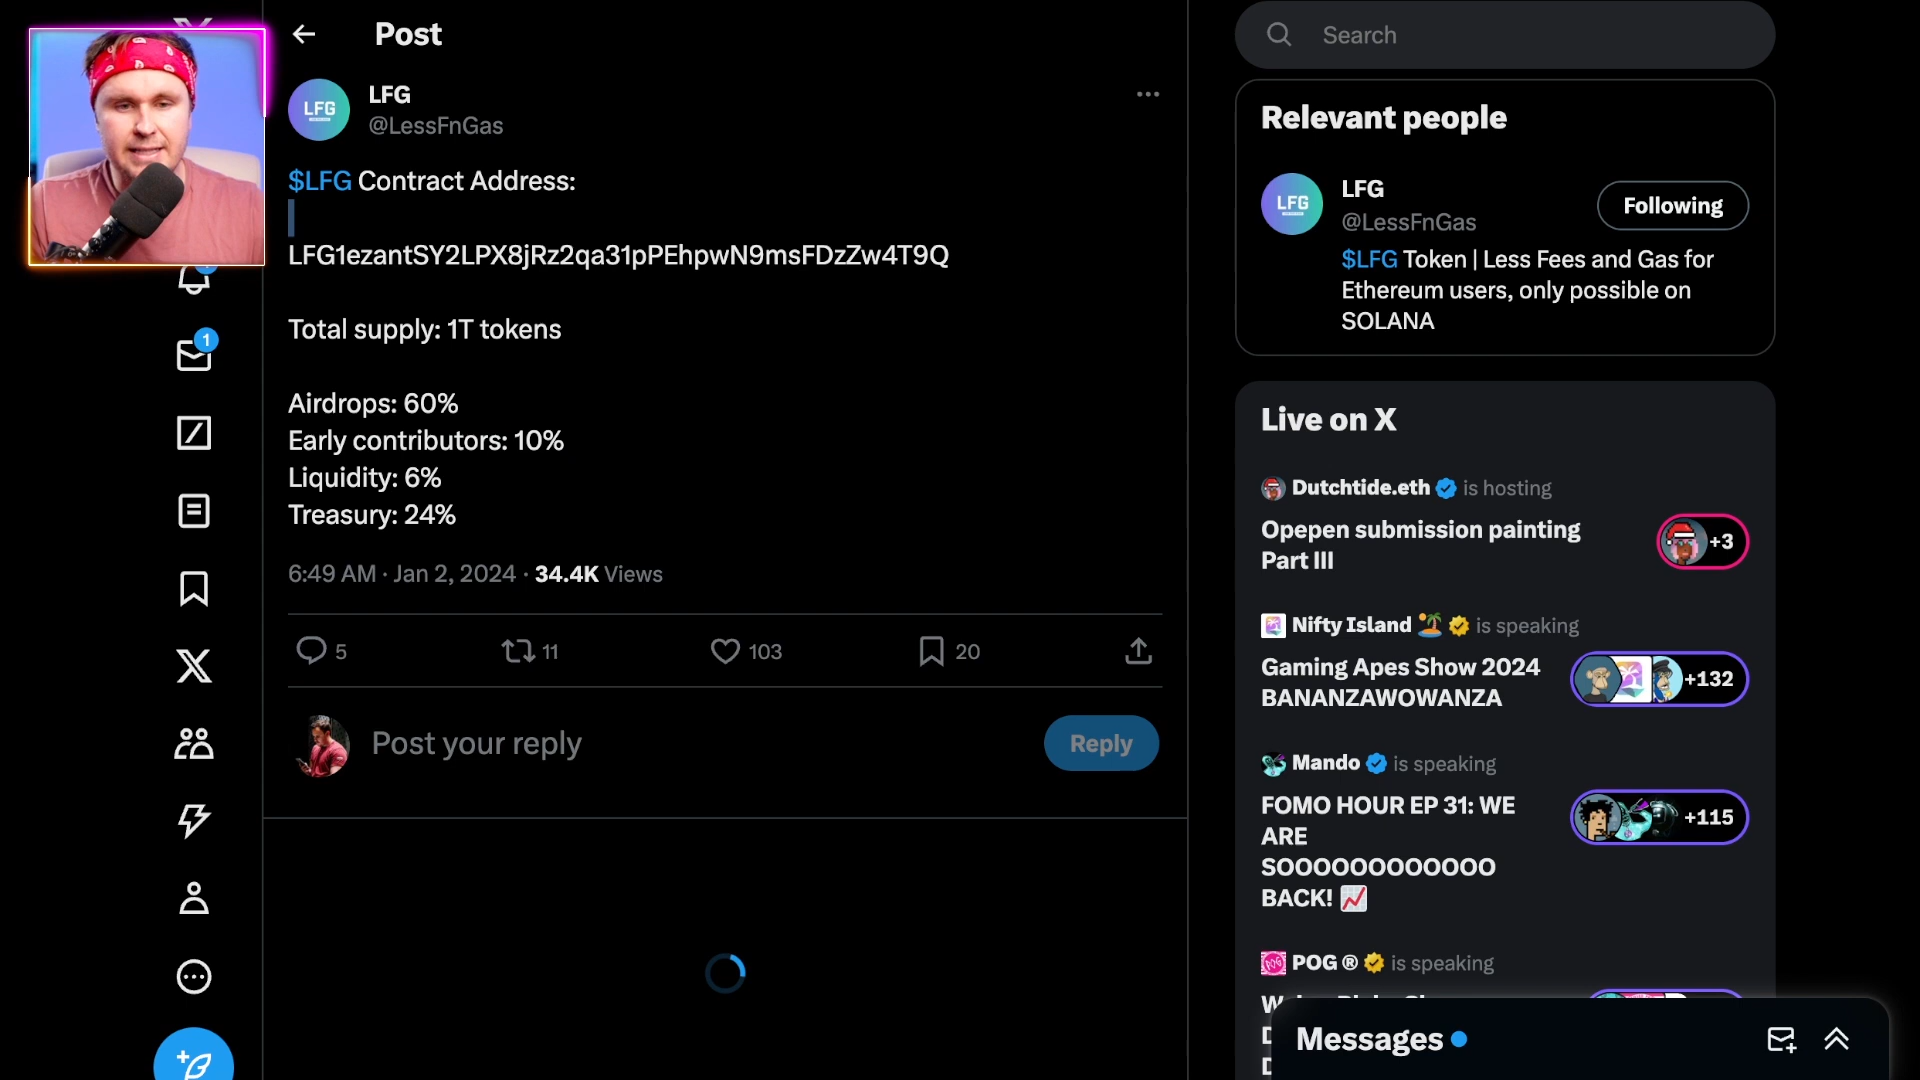 Post
LFG
LFG
@LessFnGas
$LFG Contract Address:
LFG1ezantSY2LPX8jRz2qa31pPEhpwN9msFDzZw4T9Q
Total supply: 1T tokens
Airdrops: 60%
Early contributors: 10%
Liquidity: 6%
Treasury: 24%
6:49 AM · Jan 2, 2024 · 34.4K Views
5 11 103 20
Post your reply
Reply
1
Search
Relevant people
LFG
LFG
@LessFnGas
Following
$LFG Token | Less Fees and Gas for
Ethereum users, only possible on
SOLANA
Live on X
Dutchtide.eth is hosting
Opepen submission painting
Part III
+3
Nifty Island 🏝️ is speaking
Gaming Apes Show 2024
BANANZAWOWANZA
+132
Mando is speaking
FOMO HOUR EP 31: WE
ARE
SOOOOOOOOOOOO
BACK! 📈
+115
POG ® is speaking
Messages